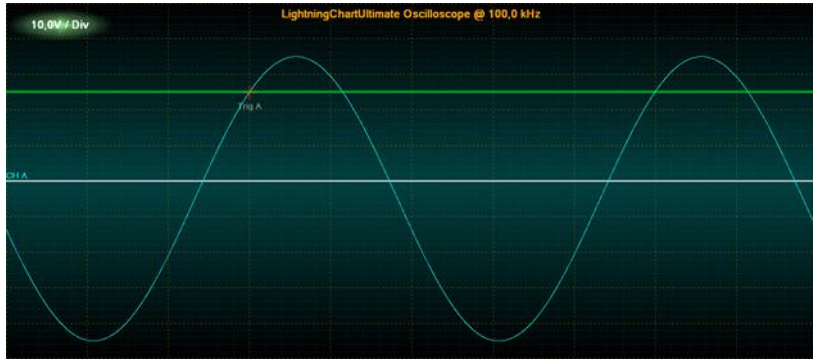 LightningChartUltimate Oscilloscope @ 100,0 kHz
10,0V / Div
Trig A
CH A